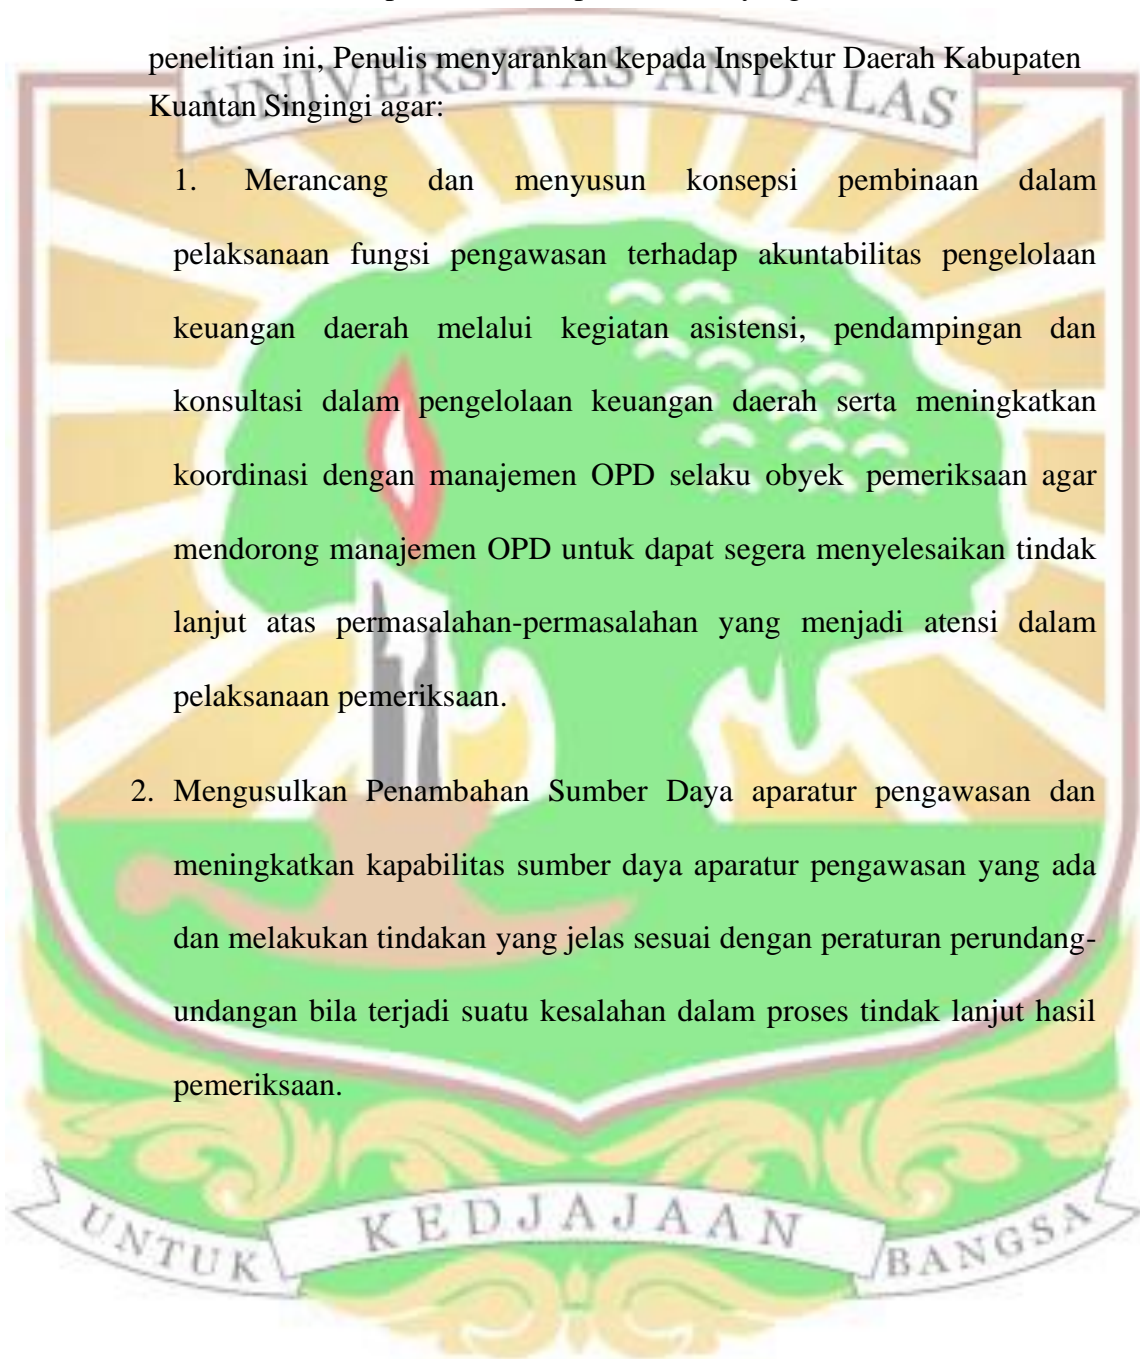 penelitian ini, Penulis menyarankan kepada Inspektur Daerah Kabupaten
UNIVERSITAS ANDALAS
Kuantan Singingi agar:
1. Merancang dan menyusun konsepsi pembinaan dalam
pelaksanaan fungsi pengawasan terhadap akuntabilitas pengelolaan
keuangan daerah melalui kegiatan asistensi, pendampingan dan
konsultasi dalam pengelolaan keuangan daerah serta meningkatkan
koordinasi dengan manajemen OPD selaku obyek pemeriksaan agar
mendorong manajemen OPD untuk dapat segera menyelesaikan tindak
lanjut atas permasalahan-permasalahan yang menjadi atensi dalam
pelaksanaan pemeriksaan.
2. Mengusulkan Penambahan Sumber Daya aparatur pengawasan dan
meningkatkan kapabilitas sumber daya aparatur pengawasan yang ada
dan melakukan tindakan yang jelas sesuai dengan peraturan perundang-
undangan bila terjadi suatu kesalahan dalam proses tindak lanjut hasil
pemeriksaan.
UNTUK KEDJAJAAN BANGSA